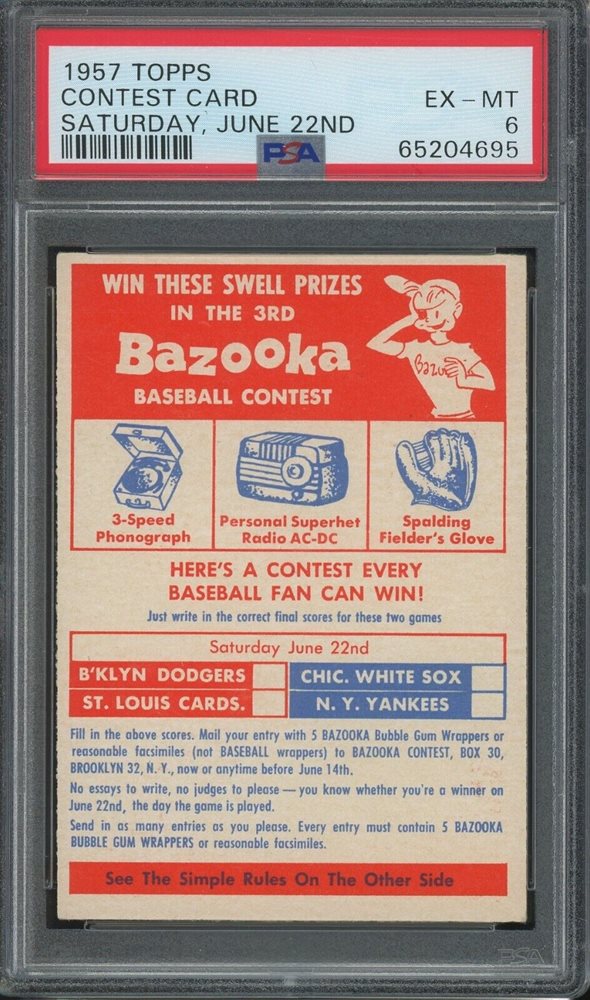 1957 TOPPS
CONTEST CARD EX - MT
SATURDAY, JUNE 22ND 6
PSA 65204695
WIN THESE SWELL PRIZES
IN THE 3RD
Bazooka
BASEBALL CONTEST
Bazo
3-Speed
Phonograph
Personal Superhet
Radio AC-DC
Spalding
Fielder's Glove
HERE'S A CONTEST EVERY
BASEBALL FAN CAN WIN!
Just write in the correct final scores for these two games
Saturday June 22nd
B'KLYN DODGERS CHIC. WHITE SOX
ST. LOUIS CARDS. N. Y. YANKEES
Fill in the above scores. Mail your entry with 5 BAZOOKA Bubble Gum Wrappers or
reasonable facsimiles (not BASEBALL wrappers) to BAZOOKA CONTEST, BOX 30,
BROOKLYN 32, N. Y., now or anytime before June 14th.
No essays to write, no judges to please — you know whether you're a winner on
June 22nd, the day the game is played.
Send in as many entries as you please. Every entry must contain 5 BAZOOKA
BUBBLE GUM WRAPPERS or reasonable facsimiles.
See The Simple Rules On The Other Side
PSA